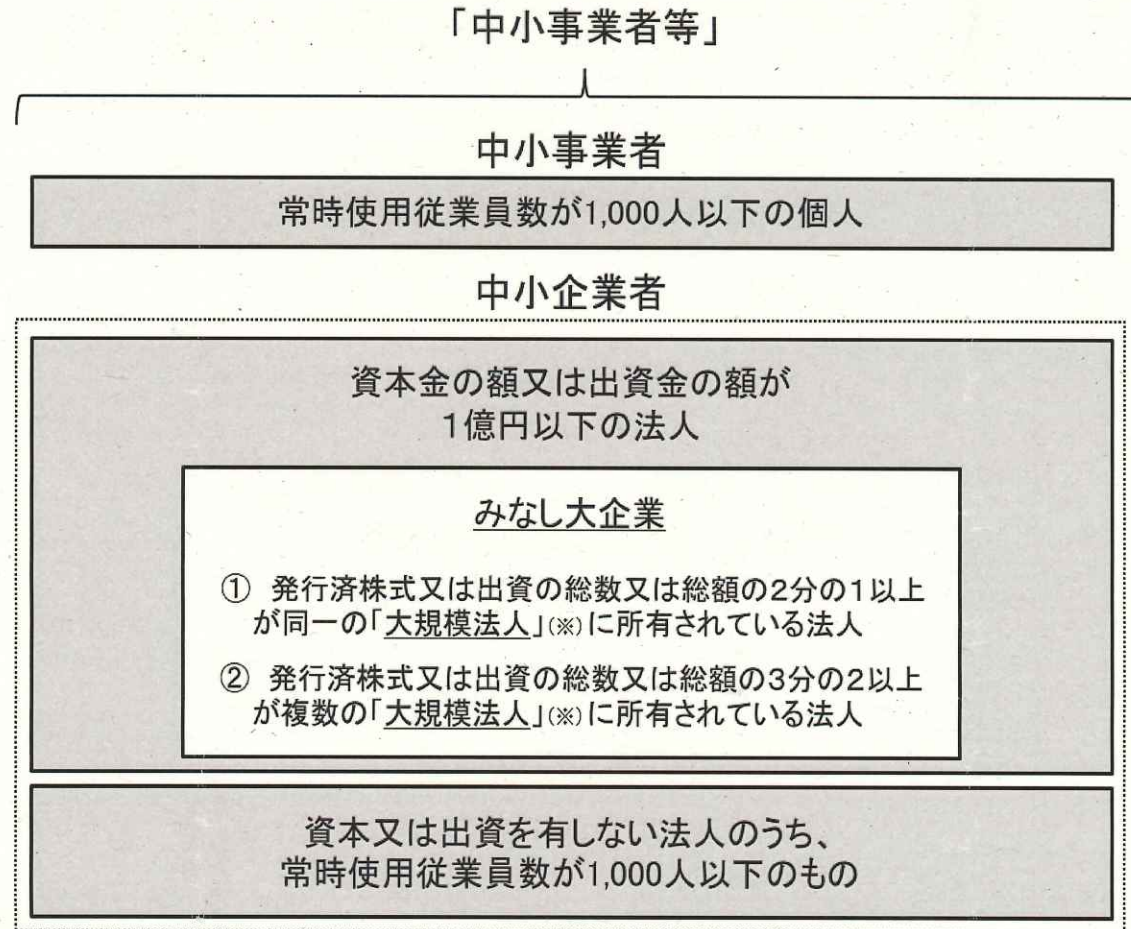 「中小事業者等」
中小事業者
常時使用従業員数が1,000人以下の個人
中小企業者
資本金の額又は出資金の額が
1億円以下の法人
みなし大企業
① 発行済株式又は出資の総数又は総額の2分の1以上
が同一の「大規模法人」(※)に所有されている法人
② 発行済株式又は出資の総数又は総額の3分の2以上
が複数の「大規模法人」(※)に所有されている法人
資本又は出資を有しない法人のうち、
常時使用従業員数が1,000人以下のもの